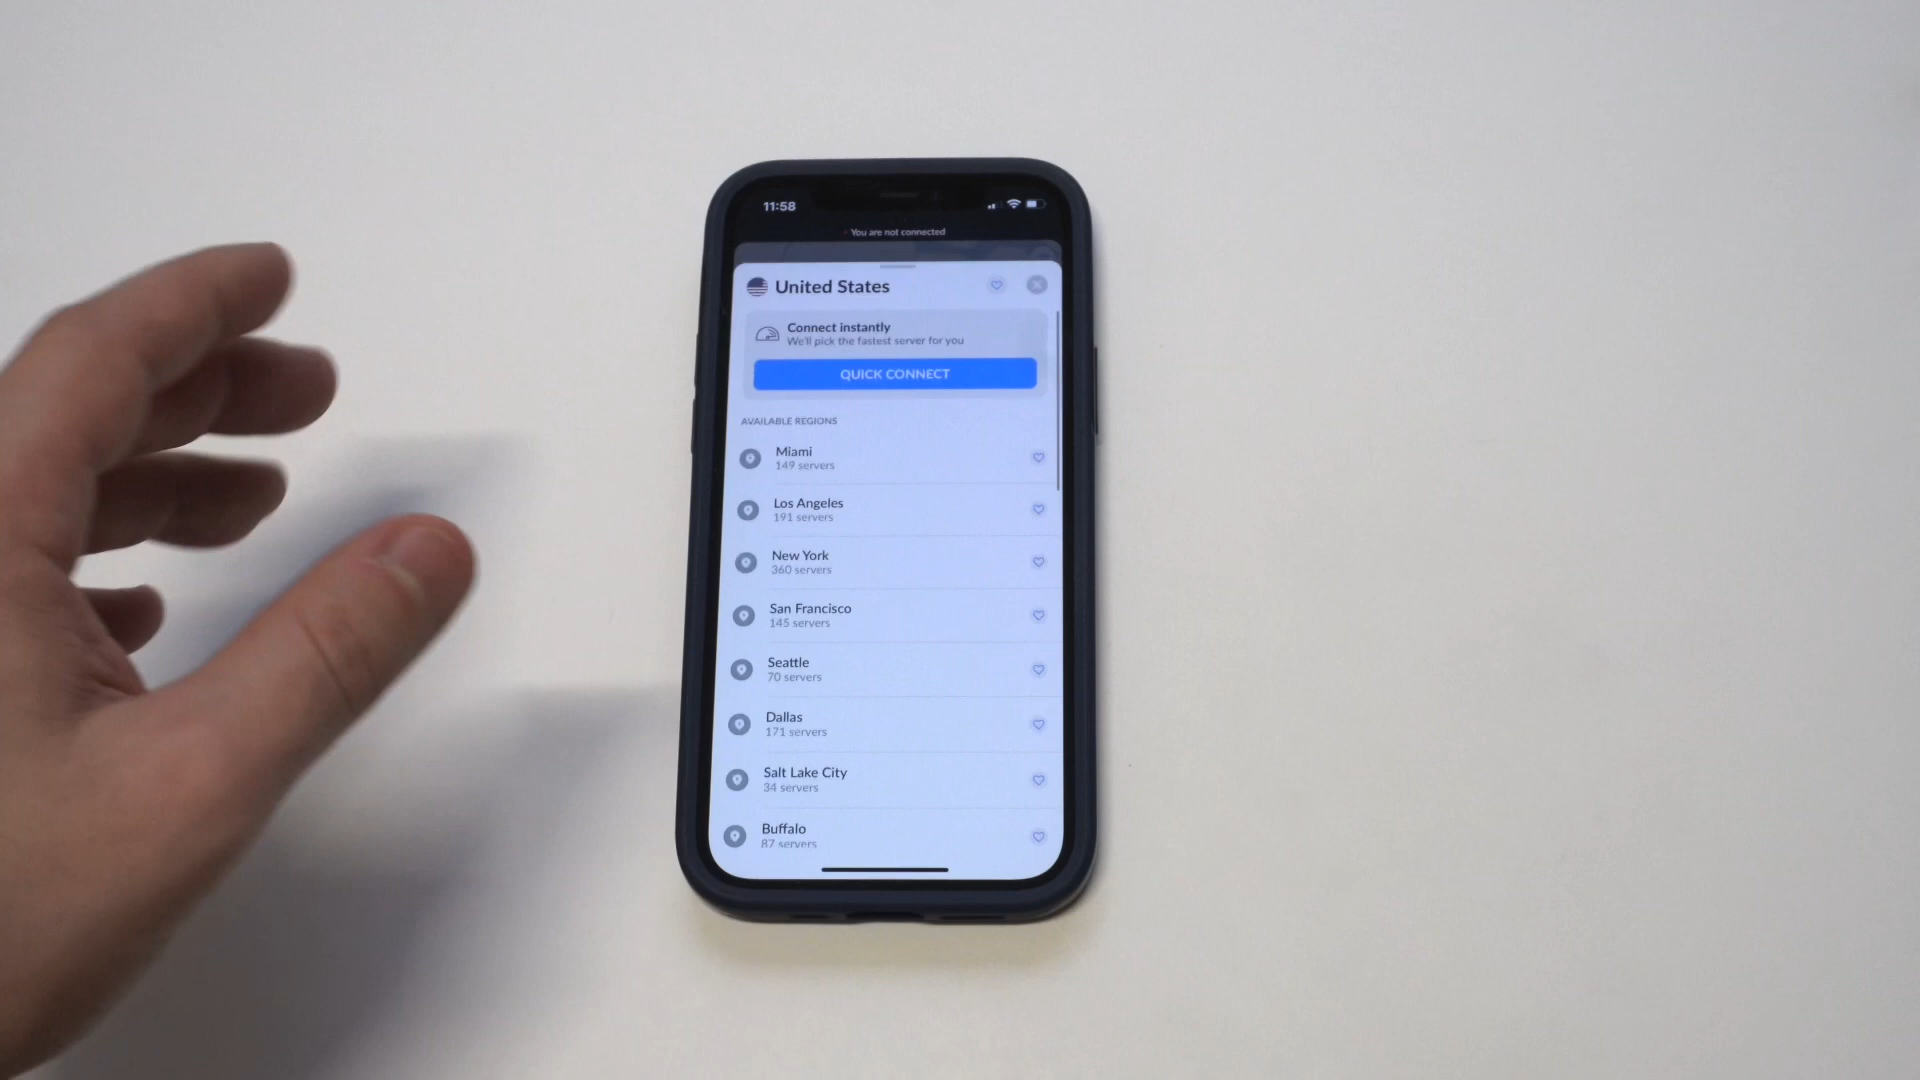 11:58
You are not connected
United States
Connect instantly
We'll pick the fastest server for you
QUICK CONNECT
AVAILABLE REGIONS
Miami
149 servers
Los Angeles
191 servers
New York
360 servers
San Francisco
145 servers
Seattle
70 servers
Dallas
171 servers
Salt Lake City
34 servers
Buffalo
87 servers